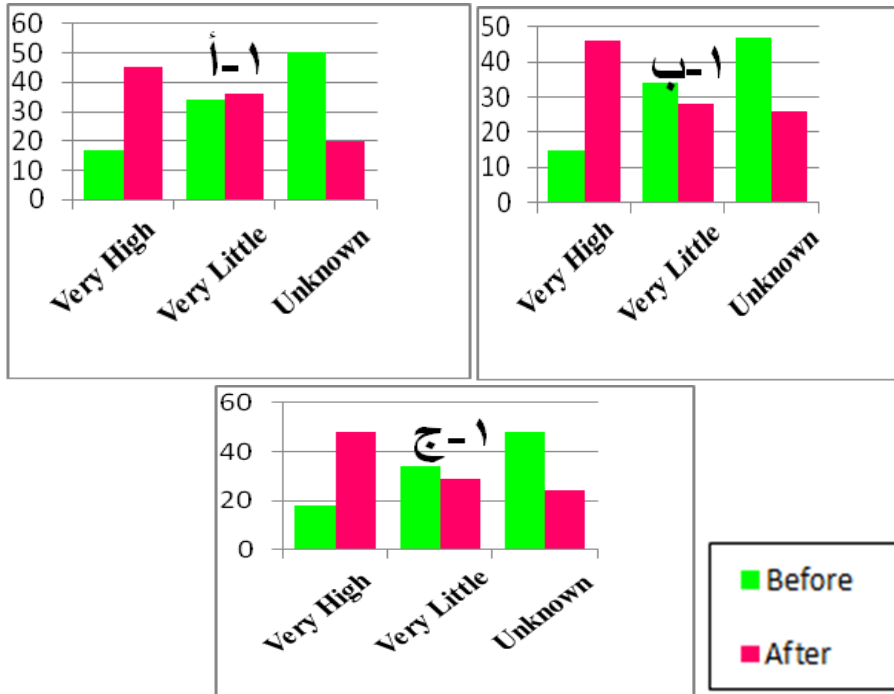 60
50
40
30
20
10
0
١-أ
Very High
Very Little
Unknown
50
40
30
20
10
0
١-ب
Very High
Very Little
Unknown
60
40
20
0
١-ج
Very High
Very Little
Unknown
Before
After